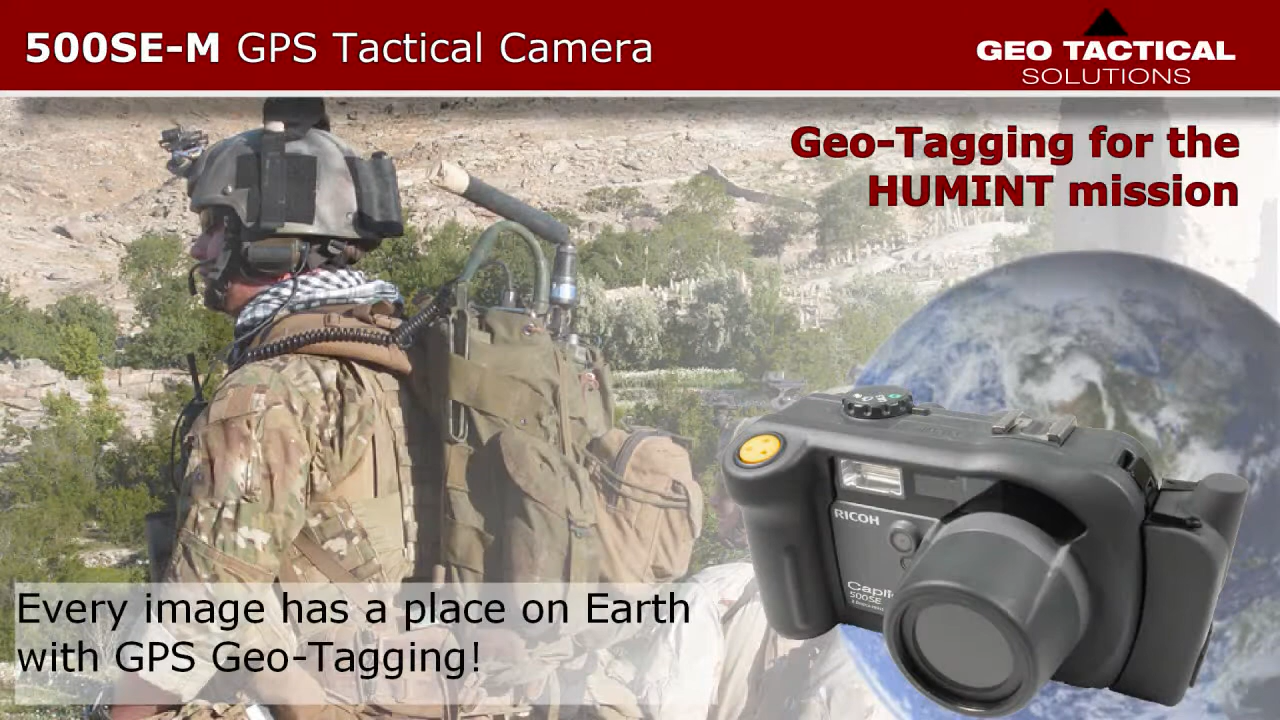 500SE-M GPS Tactical Camera
GEO TACTICAL
SOLUTIONS
Geo-Tagging for the
HUMINT mission
RICOH
500SE
Every image has a place on Earth
with GPS Geo-Tagging!